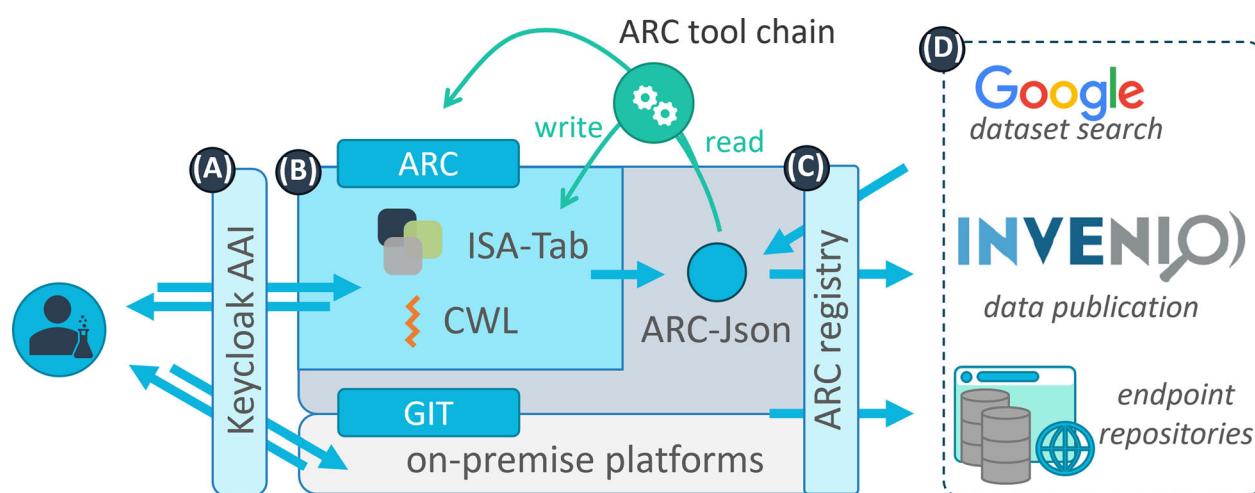 ARC tool chain
(D)
Google
dataset search
write
read
(A)
(B)
ARC
(C)
ISA-Tab
INVENIO
Keycloak AAI
CWL
ARC-Json
ARC registry
data publication
GIT
on-premise platforms
endpoint
repositories